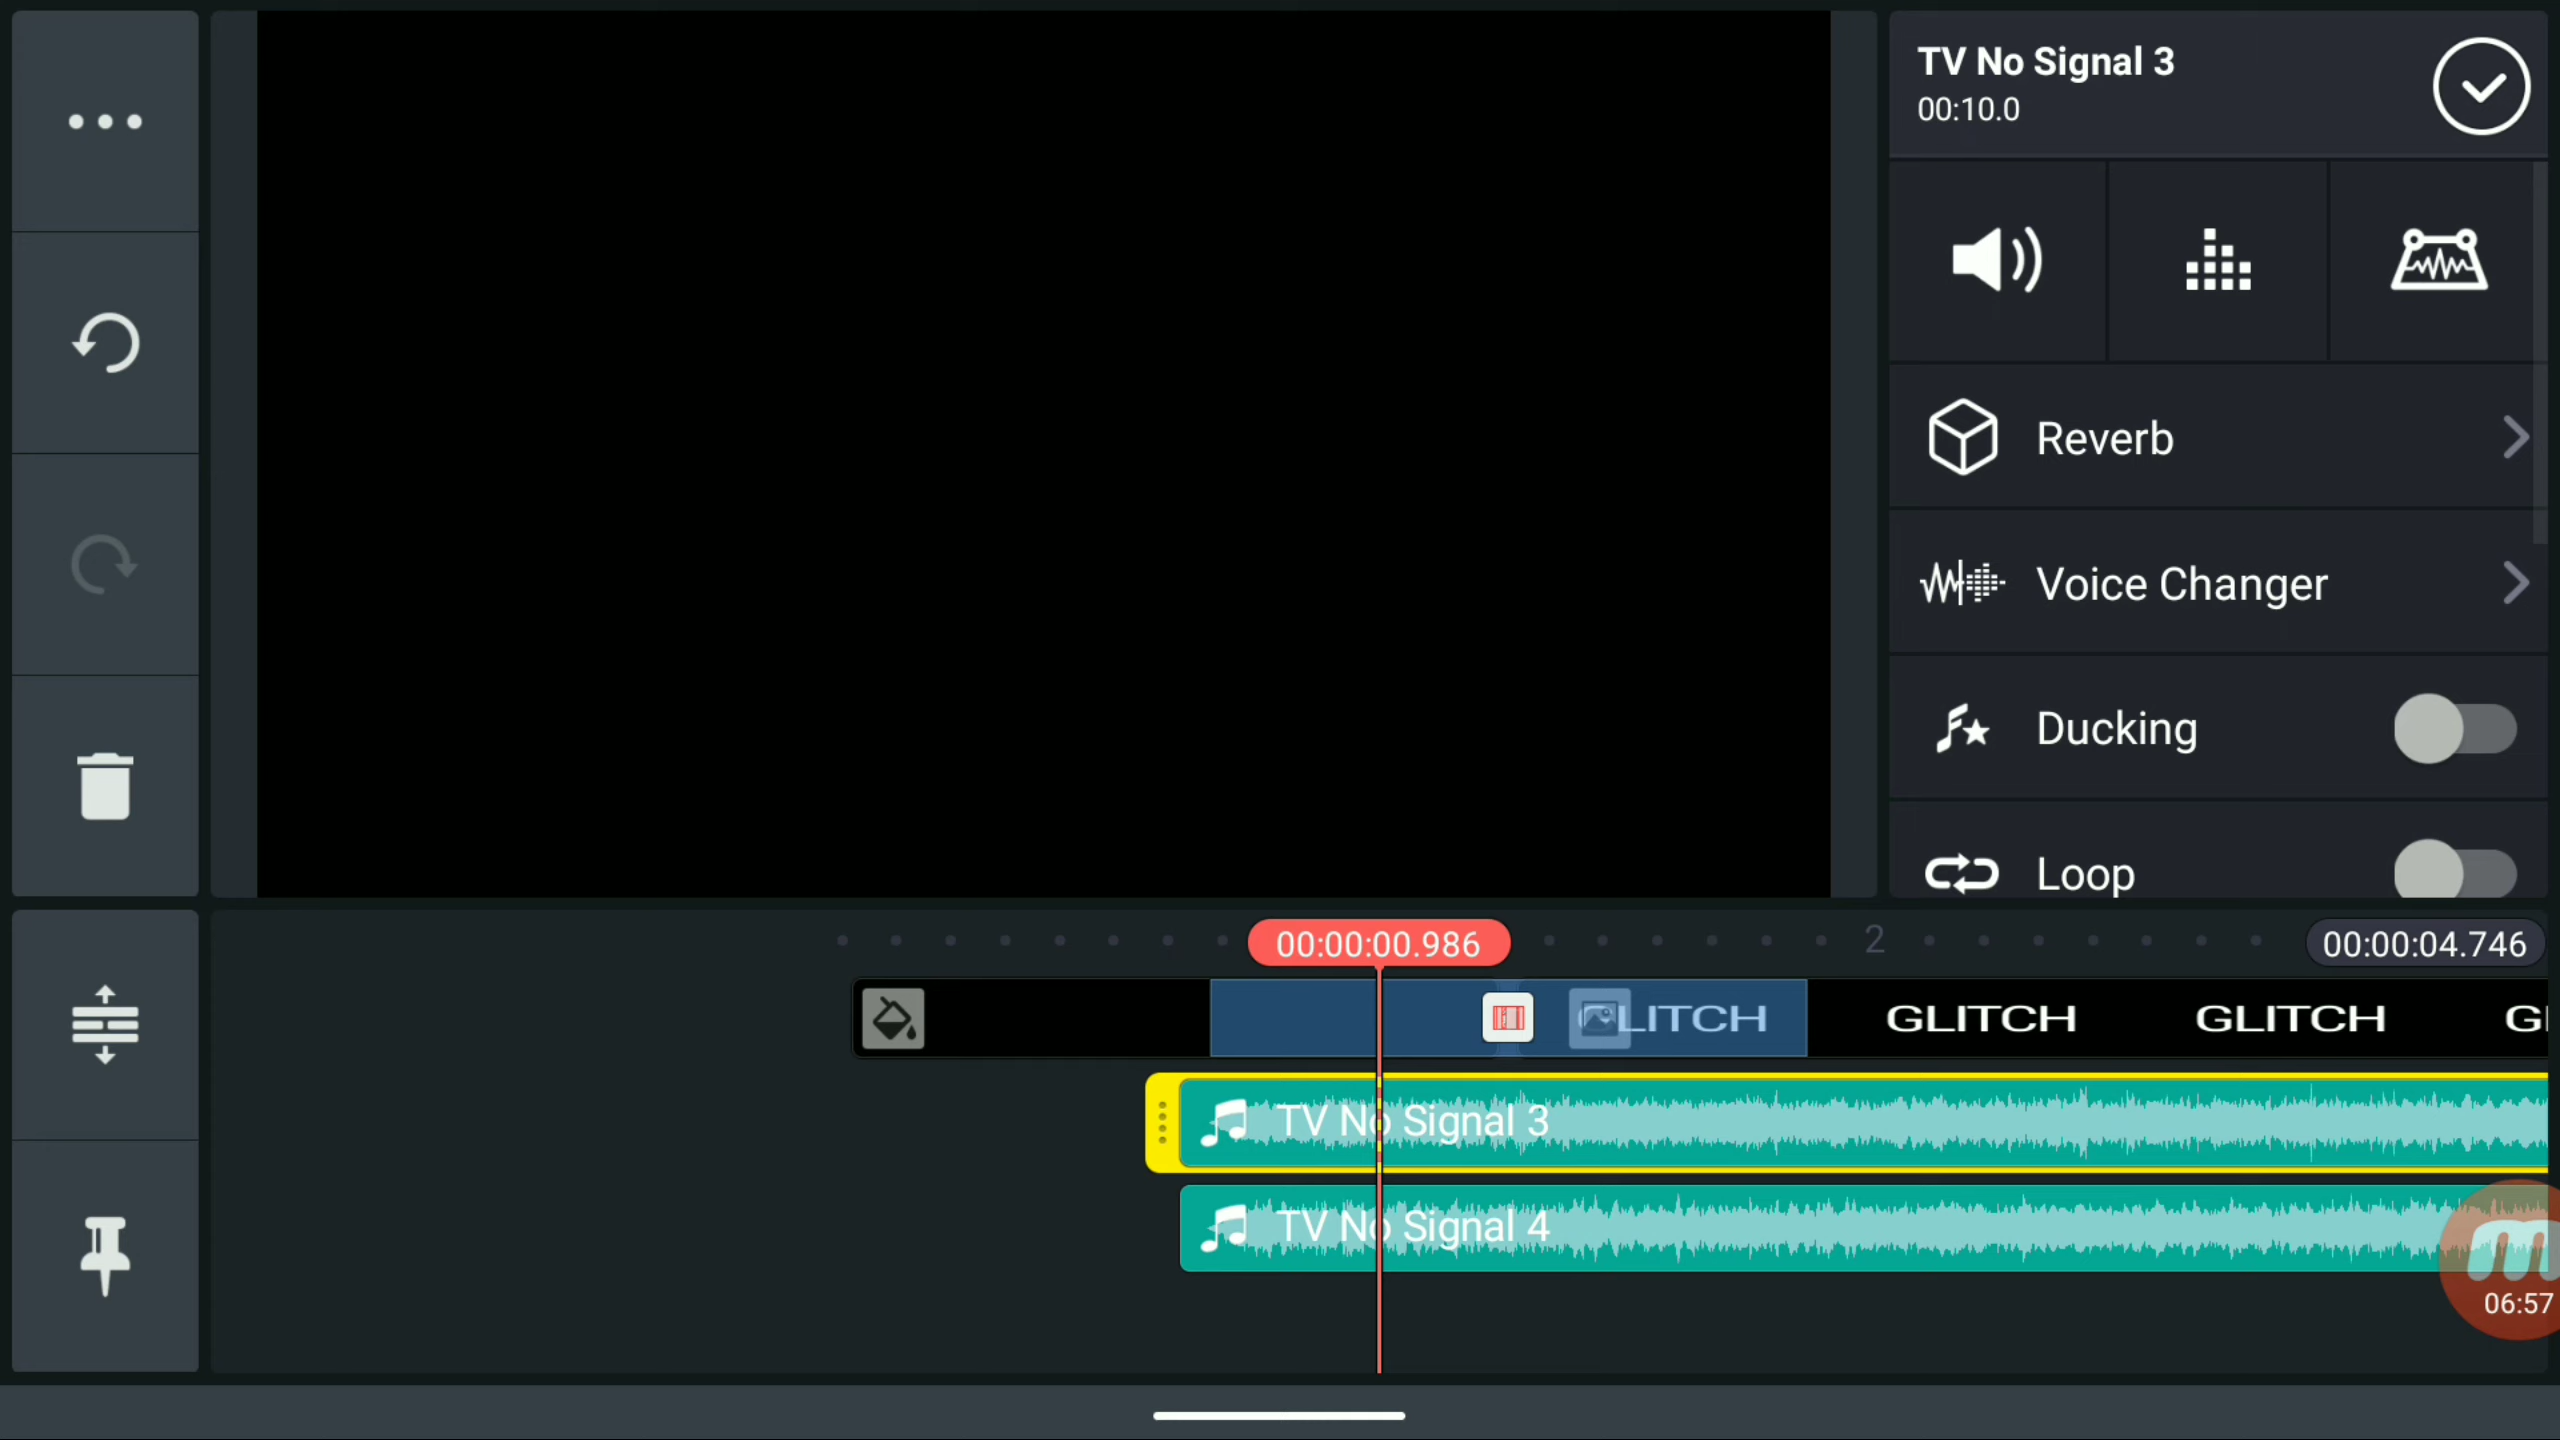 TV No Signal 3
00:10.0
Reverb
Voice Changer
Ducking
Loop
00:00:00.986
2
00:00:04.746
LITCH
GLITCH
GLITCH
TV No Signal 3
TV No Signal 4
06:57